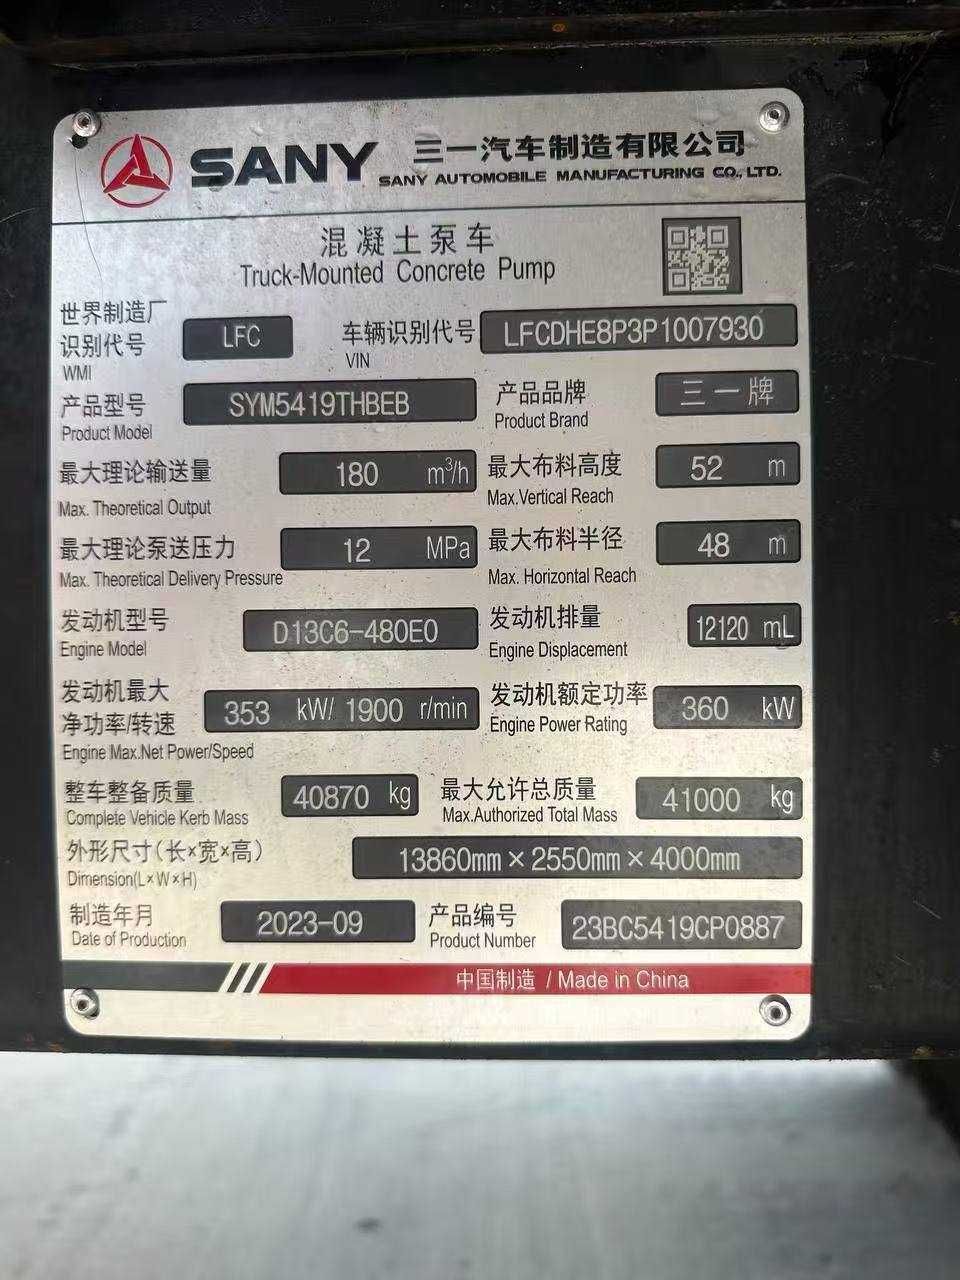 SANY 三一汽车制造有限公司
SANY AUTOMOBILE MANUFACTURING CO., LTD.
混凝土泵车
Truck-Mounted Concrete Pump
世界制造厂识别代号 WMI LFC 车辆识别代号 VIN LFCDHE8P3P1007930
产品型号 Product Model SYM5419THBEB 产品品牌 Product Brand 三一牌
最大理论输送量 Max. Theoretical Output 180 m³/h 最大布料高度 Max.Vertical Reach 52 m
最大理论泵送压力 Max. Theoretical Delivery Pressure 12 MPa 最大布料半径 Max. Horizontal Reach 48 m
发动机型号 Engine Model D13C6-480E0 发动机排量 Engine Displacement 12120 mL
发动机最大净功率/转速 Engine Max.Net Power/Speed 353 kW/ 1900 r/min 发动机额定功率 Engine Power Rating 360 kW
整车整备质量 Complete Vehicle Kerb Mass 40870 kg 最大允许总质量 Max.Authorized Total Mass 41000 kg
外形尺寸(长×宽×高) Dimension(L×W×H) 13860mm×2550mm×4000mm
制造年月 Date of Production 2023-09 产品编号 Product Number 23BC5419CP0887
中国制造 / Made in China